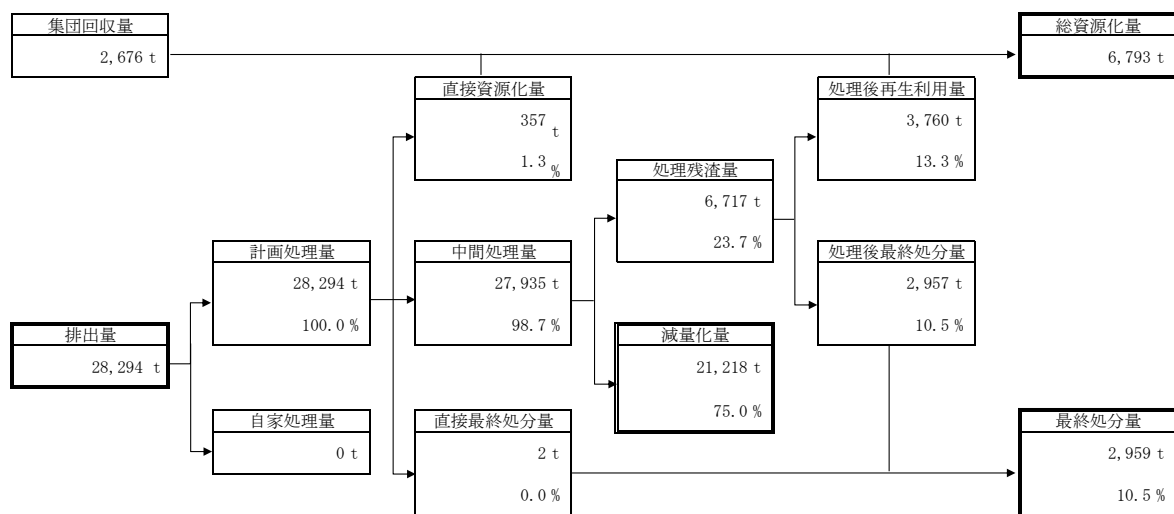 集団回収量
2,676 t
総資源化量
6,793 t
直接資源化量
357 t
1.3 %
処理後再生利用量
3,760 t
13.3 %
処理残渣量
6,717 t
23.7 %
計画処理量
28,294 t
100.0 %
中間処理量
27,935 t
98.7 %
処理後最終処分量
2,957 t
10.5 %
排出量
28,294 t
減量化量
21,218 t
75.0 %
自家処理量
0 t
直接最終処分量
2 t
0.0 %
最終処分量
2,959 t
10.5 %